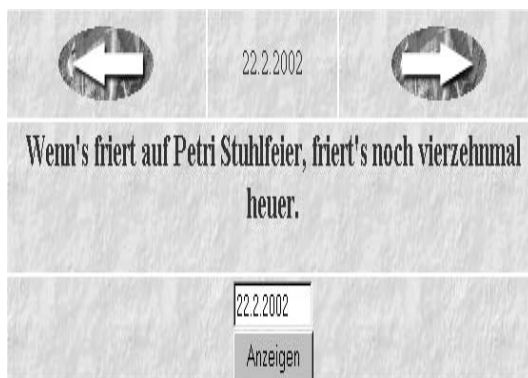 22.2.2002
Wenn's friert auf Petri Stuhlfeier, friert's noch vierzehnmal
heuer.
22.2.2002
Anzeigen